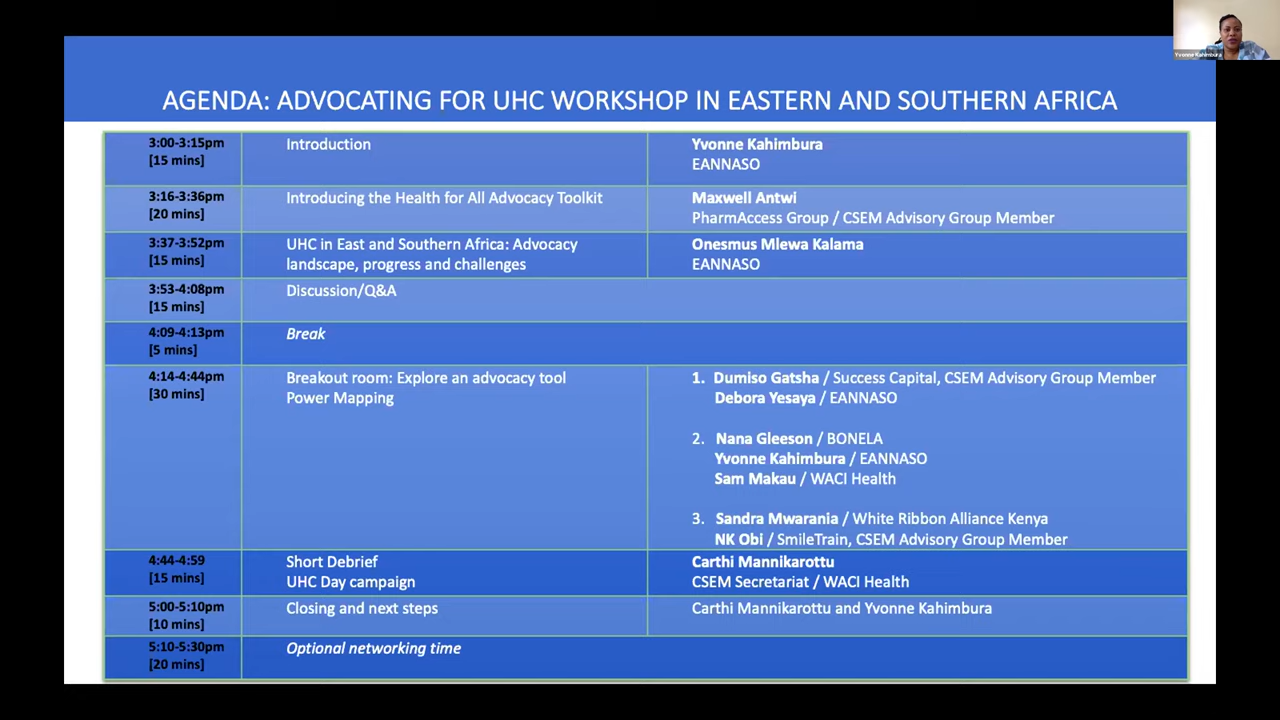 Yvonne Kahimbura
AGENDA: ADVOCATING FOR UHC WORKSHOP IN EASTERN AND SOUTHERN AFRICA
3:00-3:15pm
[15 mins]
Introduction
Yvonne Kahimbura
EANNASO
3:16-3:36pm
[20 mins]
Introducing the Health for All Advocacy Toolkit
Maxwell Antwi
PharmAccess Group / CSEM Advisory Group Member
3:37-3:52pm
[15 mins]
UHC in East and Southern Africa: Advocacy
landscape, progress and challenges
Onesmus Mlewa Kalama
EANNASO
3:53-4:08pm
[15 mins]
Discussion/Q&A
4:09-4:13pm
[5 mins]
Break
4:14-4:44pm
[30 mins]
Breakout room: Explore an advocacy tool
Power Mapping
1. Dumiso Gatsha / Success Capital, CSEM Advisory Group Member
Debora Yesaya / EANNASO
2. Nana Gleeson / BONELA
Yvonne Kahimbura / EANNASO
Sam Makau / WACI Health
3. Sandra Mwarania / White Ribbon Alliance Kenya
NK Obi / SmileTrain, CSEM Advisory Group Member
4:44-4:59
[15 mins]
Short Debrief
UHC Day campaign
Carthi Mannikarottu
CSEM Secretariat / WACI Health
5:00-5:10pm
[10 mins]
Closing and next steps
Carthi Mannikarottu and Yvonne Kahimbura
5:10-5:30pm
[20 mins]
Optional networking time